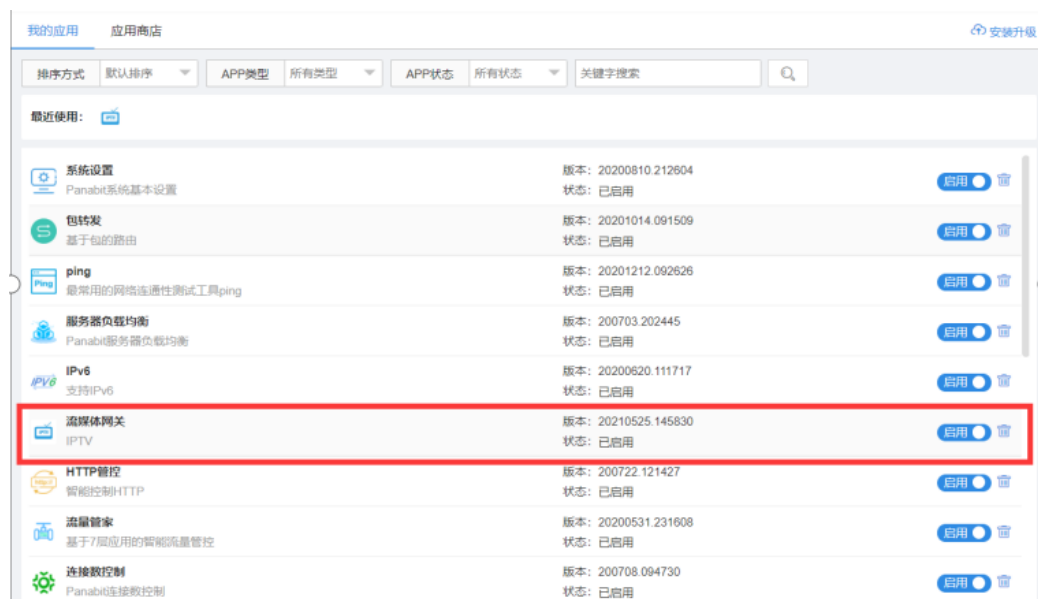 我的应用 应用商店 安装升级
排序方式 默认排序 APP类型 所有类型 APP状态 所有状态 关键字搜索
最近使用:
系统设置 版本: 20200810.212604
Panabit系统基本设置 状态: 已启用 启用
包转发 版本: 20201014.091509
基于包的路由 状态: 已启用 启用
ping 版本: 20201212.092626
Ping 最常用的网络连通性测试工具ping 状态: 已启用 启用
服务器负载均衡 版本: 200703.202445
Panabit服务器负载均衡 状态: 已启用 启用
IPv6 版本: 20200620.111717
IPV6 支持IPv6 状态: 已启用 启用
流媒体网关 版本: 20210525.145830
IPTV 状态: 已启用 启用
HTTP管控 版本: 200722.121427
智能控制HTTP 状态: 已启用 启用
流量管家 版本: 20200531.231608
基于7层应用的智能流量管控 状态: 已启用 启用
连接数控制 版本: 200708.094730
Panabit连接数控制 状态: 已启用 启用